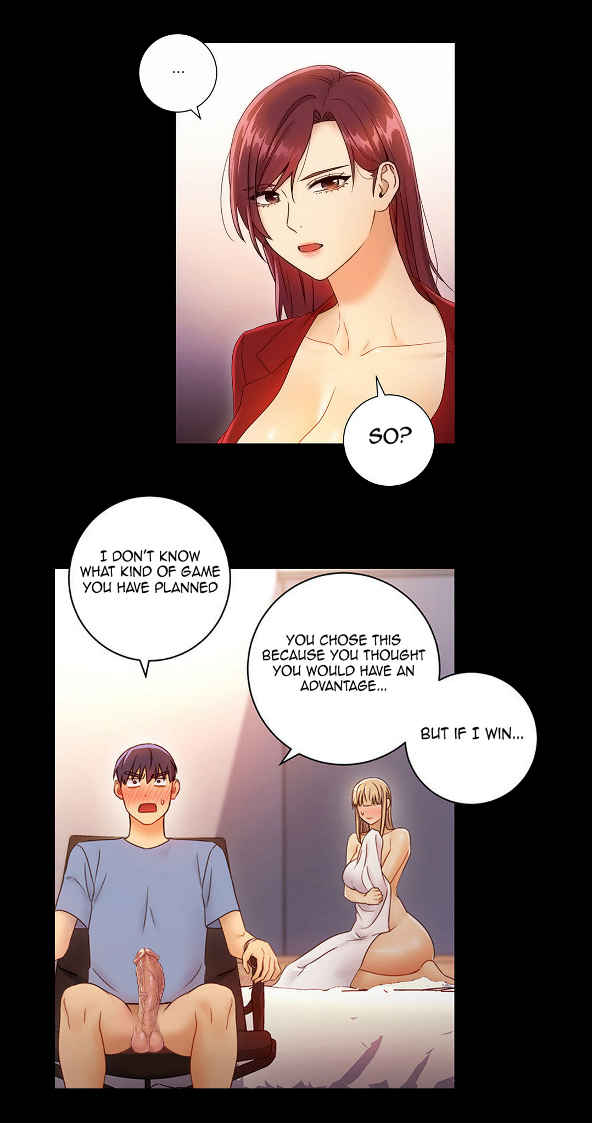 ...
SO?
I DON'T KNOW
WHAT KIND OF GAME
YOU HAVE PLANNED
YOU CHOSE THIS
BECAUSE YOU THOUGHT
YOU WOULD HAVE AN
ADVANTAGE...
BUT IF I WIN...